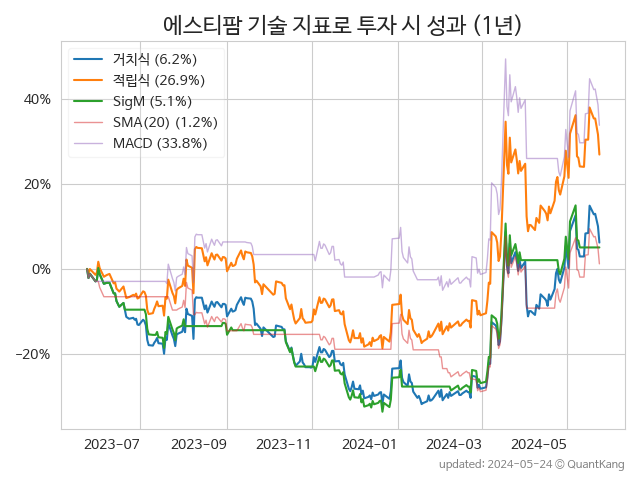 에스티팜 기술 지표로 투자 시 성과 (1년)
거치식 (6.2%)
적립식 (26.9%)
SigM (5.1%)
SMA(20) (1.2%)
MACD (33.8%)
40%
20%
0%
−20%
2023-07 2023-09 2023-11 2024-01 2024-03 2024-05
updated: 2024-05-24 © QuantKang